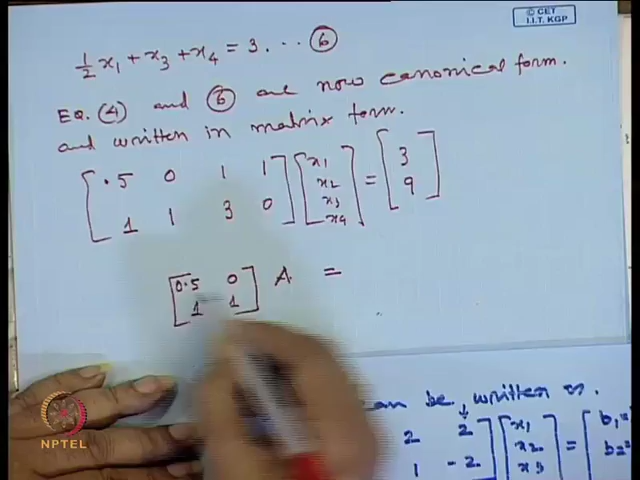 © CET
I.I.T. KGP
1/2 x1 + x3 + x4 = 3. ... (6)
EQ. (4) and (6) are now canonical form.
and written in matrix form.
[.5 0 1 1] [x1] = [3]
[1 1 3 0] [x2] [9]
x3
x4
[0.5 0] A =
[1 1]
can be written as.
2 2] [x1] = [b1=
1 -2.] [x2] [b2=
x3
NPTEL